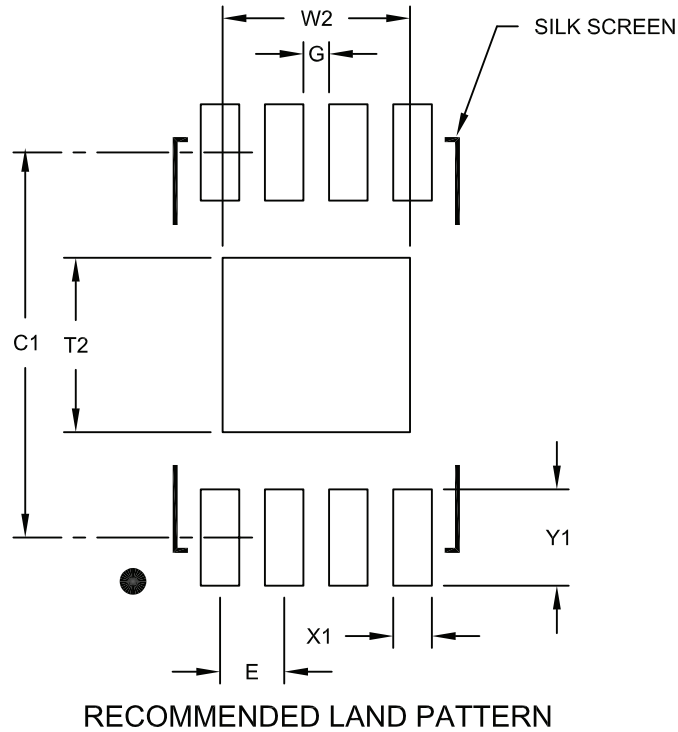 W2
SILK SCREEN
G
C1
T2
Y1
X1
E
RECOMMENDED LAND PATTERN